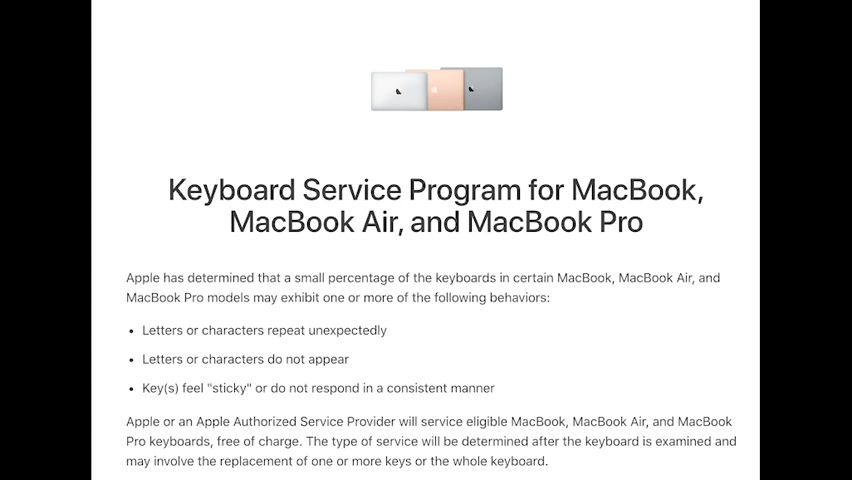 Keyboard Service Program for MacBook,
MacBook Air, and MacBook Pro
Apple has determined that a small percentage of the keyboards in certain MacBook, MacBook Air, and
MacBook Pro models may exhibit one or more of the following behaviors:
• Letters or characters repeat unexpectedly
• Letters or characters do not appear
• Key(s) feel "sticky" or do not respond in a consistent manner
Apple or an Apple Authorized Service Provider will service eligible MacBook, MacBook Air, and MacBook
Pro keyboards, free of charge. The type of service will be determined after the keyboard is examined and
may involve the replacement of one or more keys or the whole keyboard.